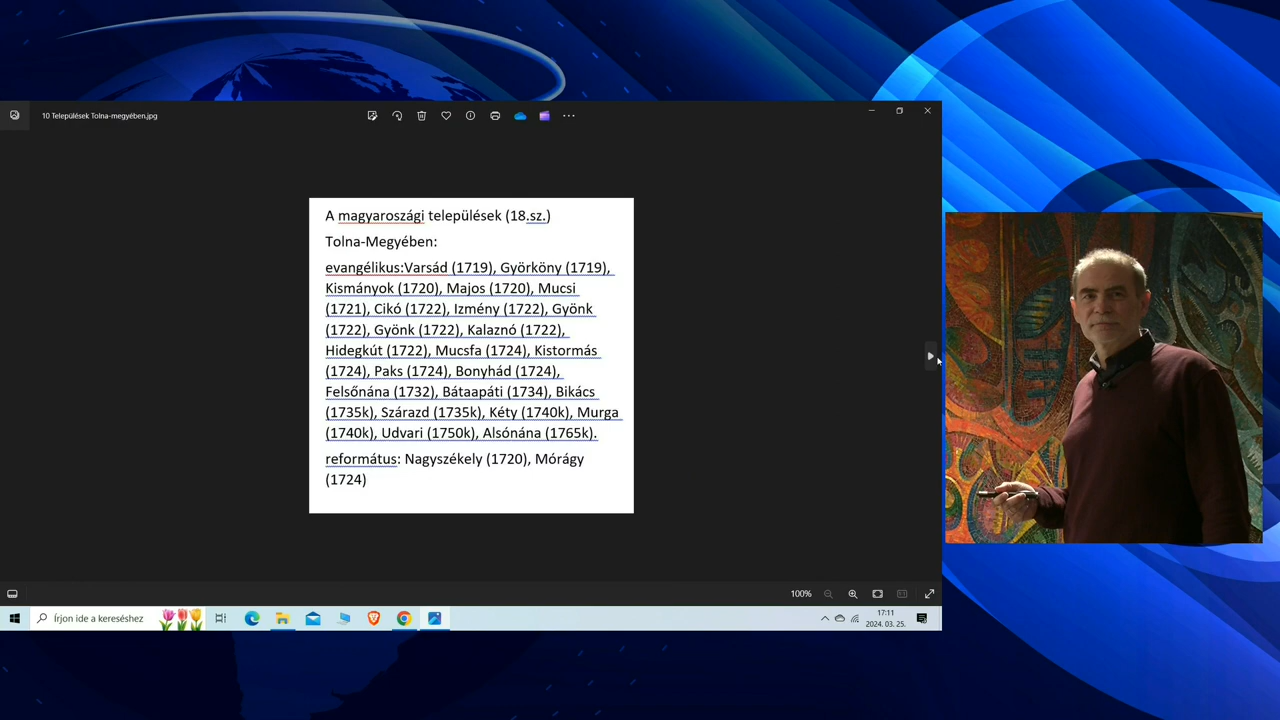 10 Települések Tolna-megyében.jpg
A magyaroszági települések (18.sz.)
Tolna-Megyében:
evangélikus:Varsád (1719), Györköny (1719),
Kismányok (1720), Majos (1720), Mucsi
(1721), Cikó (1722), Izmény (1722), Gyönk
(1722), Gyönk (1722), Kalaznó (1722),
Hidegkút (1722), Mucsfa (1724), Kistormás
(1724), Paks (1724), Bonyhád (1724),
Felsőnána (1732), Bátaapáti (1734), Bikács
(1735k), Szárazd (1735k), Kéty (1740k), Murga
(1740k), Udvari (1750k), Alsónána (1765k).
református: Nagyszékely (1720), Mórágy
(1724)
100%
Írjon ide a kereséshez
17:11
2024. 03. 25.